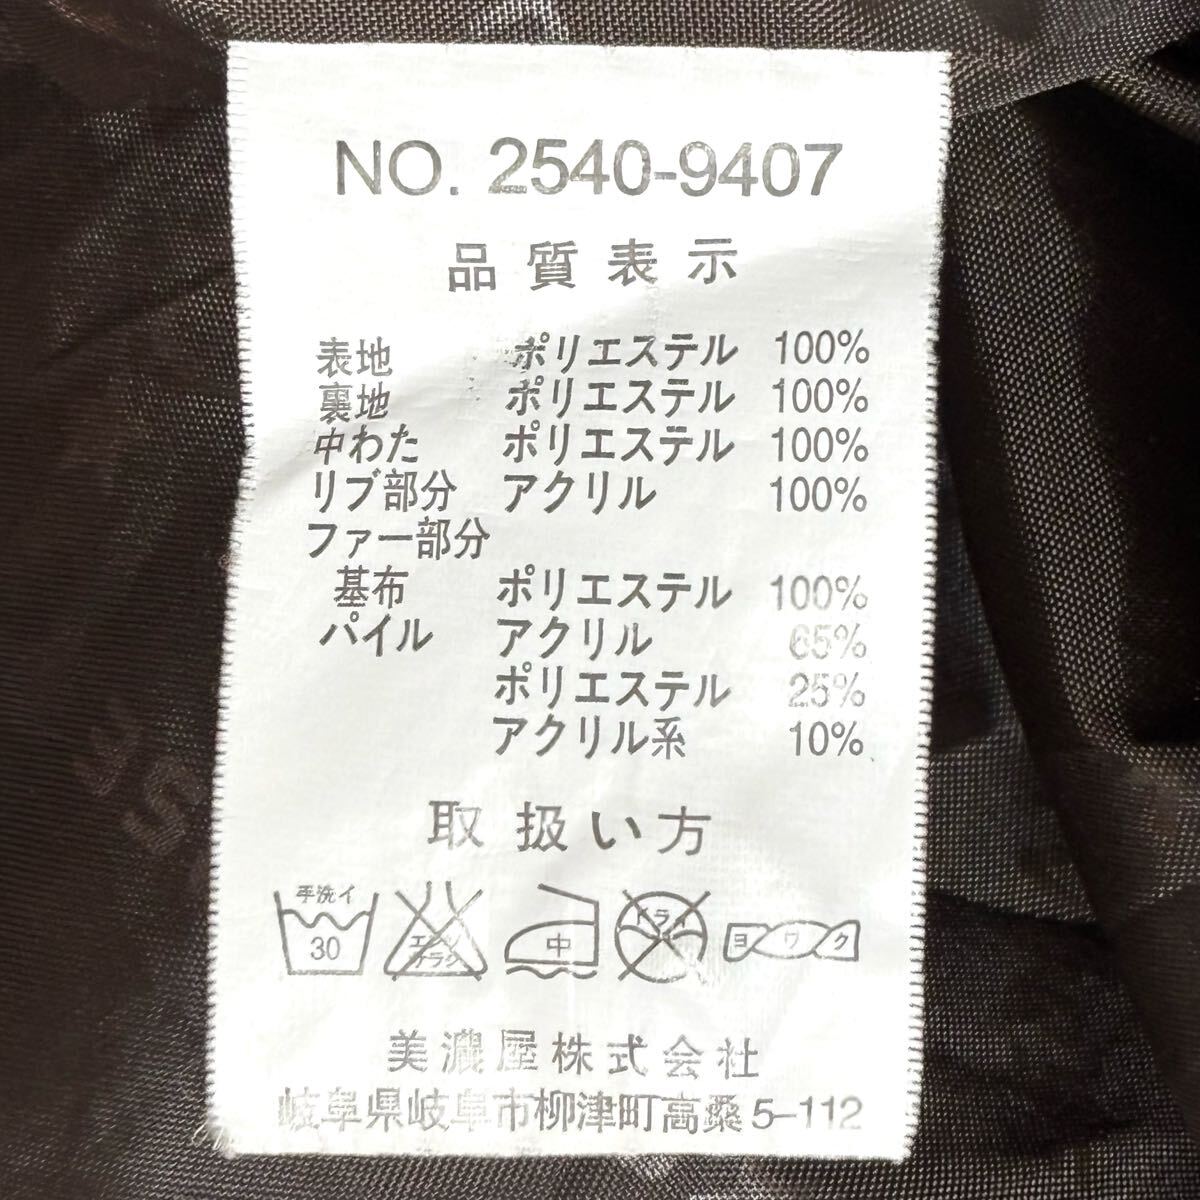 NO. 2540-9407
品質表示
表地 ポリエステル 100%
裏地 ポリエステル 100%
中わた ポリエステル 100%
リブ部分 アクリル 100%
ファー部分
基布 ポリエステル 100%
パイル アクリル 65%
ポリエステル 25%
アクリル系 10%
取扱い方
手洗イ 30 エンソサラシ 中 ドライ ヨワク
美濃屋株式会社
岐阜県岐阜市柳津町高桑5-112